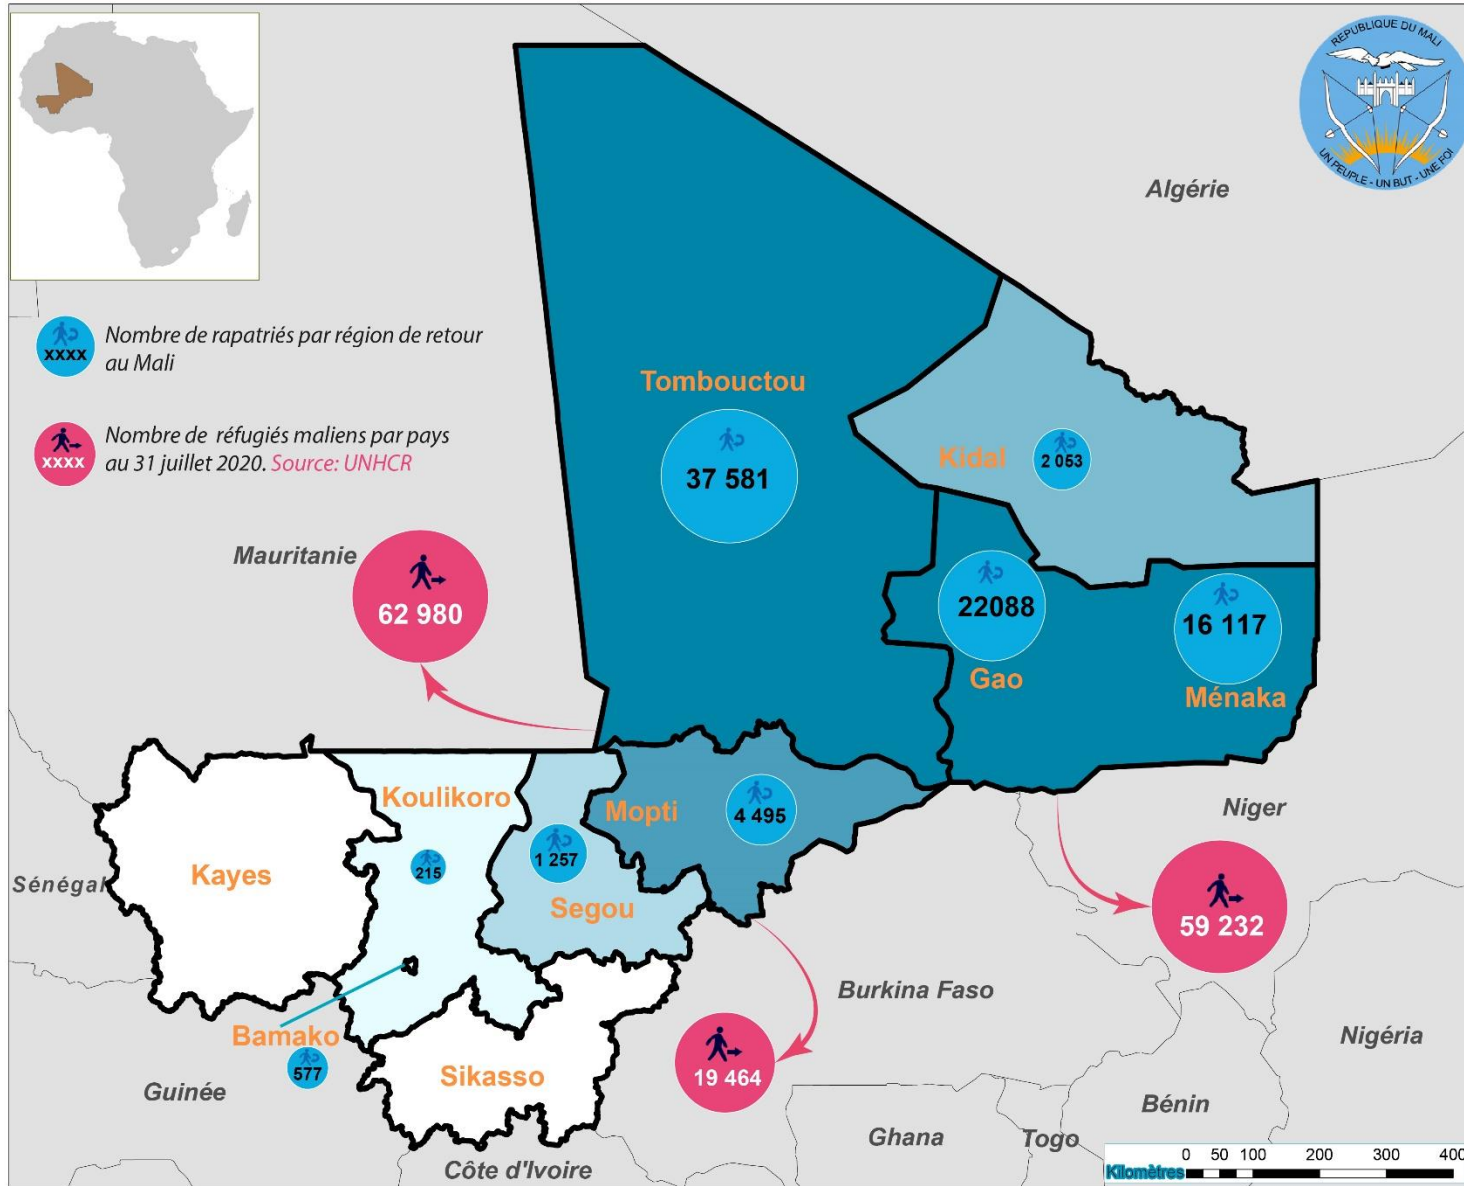 REPUBLIQUE DU MALI
UN PEUPLE - UN BUT - UNE FOI
Algérie
xxxx
Nombre de rapatriés par région de retour
au Mali
xxxx
Nombre de réfugiés maliens par pays
au 31 juillet 2020. Source: UNHCR
Tombouctou
37 581
Kidal
2 053
Mauritanie
62 980
22088
Gao
16 117
Ménaka
Koulikoro
215
Mopti
4 495
1 257
Segou
Kayes
Sénégal
Niger
59 232
Burkina Faso
19 464
Bamako
577
Sikasso
Guinée
Nigéria
Bénin
Ghana
Togo
Côte d'Ivoire
Kilomètres
0 50 100 200 300 400